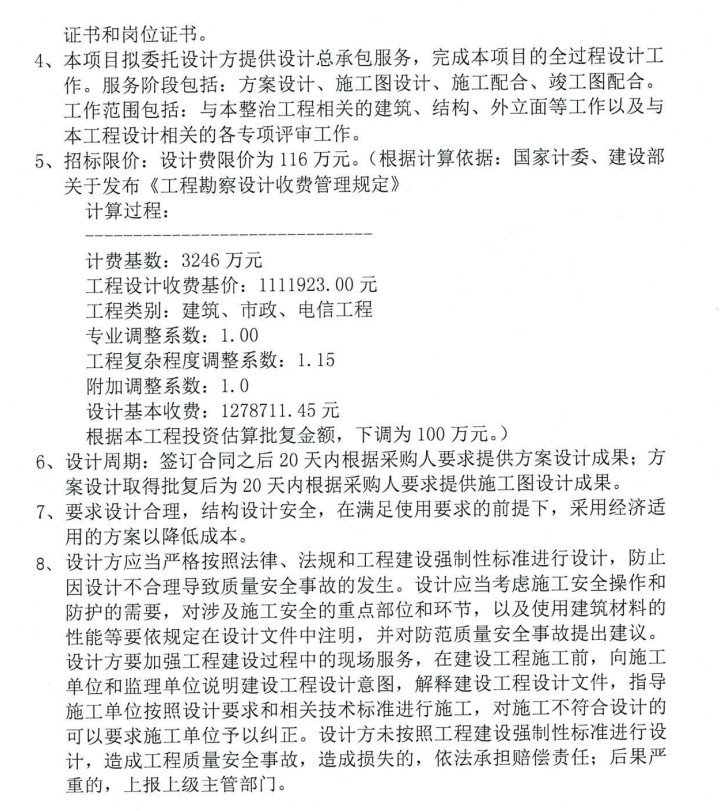 证书和岗位证书。
4、本项目拟委托设计方提供设计总承包服务，完成本项目的全过程设计工
作。服务阶段包括：方案设计、施工图设计、施工配合、竣工图配合。
工作范围包括：与本整治工程相关的建筑、结构、外立面等工作以及与
本工程设计相关的各专项评审工作。
5、招标限价：设计费限价为 116 万元。（根据计算依据：国家计委、建设部
关于发布《工程勘察设计收费管理规定》
计算过程：
------------------------------
计费基数：3246 万元
工程设计收费基价：1111923.00 元
工程类别：建筑、市政、电信工程
专业调整系数：1.00
工程复杂程度调整系数：1.15
附加调整系数：1.0
设计基本收费：1278711.45 元
根据本工程投资估算批复金额，下调为 100 万元。）
6、设计周期：签订合同之后 20 天内根据采购人要求提供方案设计成果；方
案设计取得批复后为 20 天内根据采购人要求提供施工图设计成果。
7、要求设计合理，结构设计安全，在满足使用要求的前提下，采用经济适
用的方案以降低成本。
8、设计方应当严格按照法律、法规和工程建设强制性标准进行设计，防止
因设计不合理导致质量安全事故的发生。设计应当考虑施工安全操作和
防护的需要，对涉及施工安全的重点部位和环节，以及使用建筑材料的
性能等要依规定在设计文件中注明，并对防范质量安全事故提出建议。
设计方要加强工程建设过程中的现场服务，在建设工程施工前，向施工
单位和监理单位说明建设工程设计意图，解释建设工程设计文件，指导
施工单位按照设计要求和相关技术标准进行施工，对施工不符合设计的
可以要求施工单位予以纠正。设计方未按照工程建设强制性标准进行设
计，造成工程质量安全事故，造成损失的，依法承担赔偿责任；后果严
重的，上报上级主管部门。